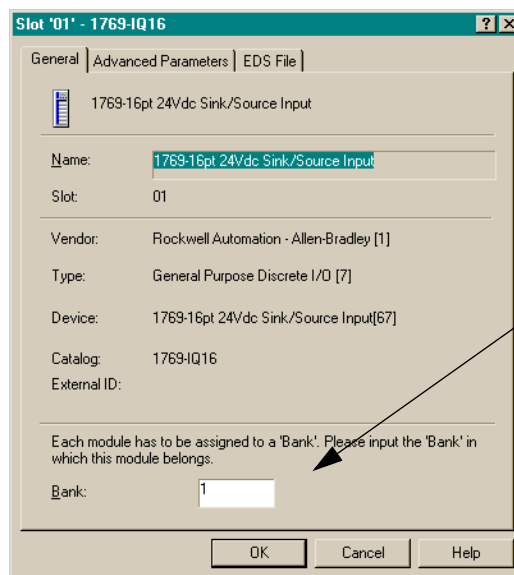 Slot '01' - 1769-IQ16
General
Advanced Parameters
EDS File
1769-16pt 24Vdc Sink/Source Input
Name: 1769-16pt 24Vdc Sink/Source Input
Slot: 01
Vendor: Rockwell Automation - Allen-Bradley [1]
Type: General Purpose Discrete I/O [7]
Device: 1769-16pt 24Vdc Sink/Source Input[67]
Catalog: 1769-IQ16
External ID:
Each module has to be assigned to a 'Bank'. Please input the 'Bank' in
which this module belongs.
Bank: 1
OK
Cancel
Help